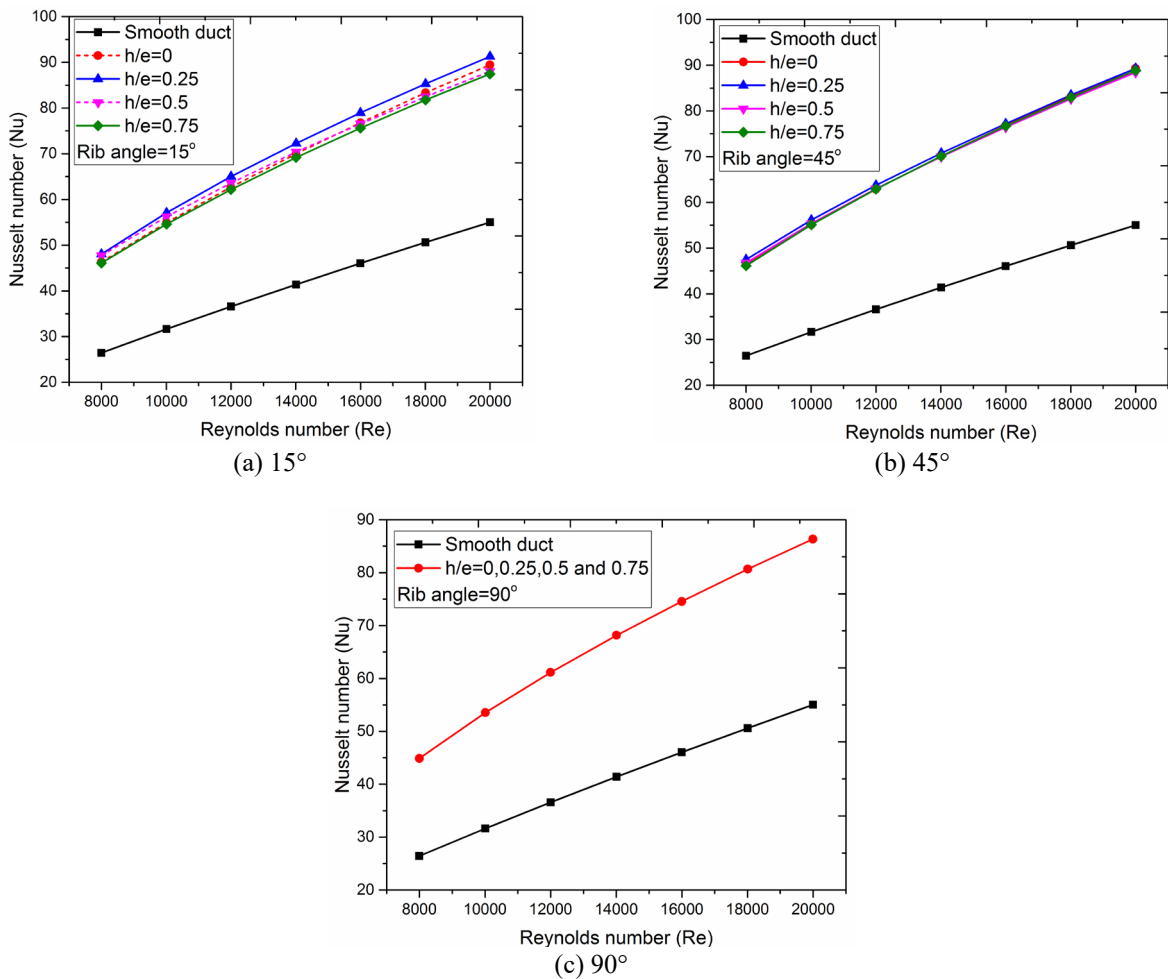 100
90
80
70
60
50
40
30
20
Nusselt number (Nu)
Smooth duct
h/e=0
h/e=0.25
h/e=0.5
h/e=0.75
Rib angle=15°
8000 10000 12000 14000 16000 18000 20000
Reynolds number (Re)
(a) 15°
100
90
80
70
60
50
40
30
20
Nusselt number (Nu)
Smooth duct
h/e=0
h/e=0.25
h/e=0.5
h/e=0.75
Rib angle=45°
8000 10000 12000 14000 16000 18000 20000
Reynolds number (Re)
(b) 45°
90
80
70
60
50
40
30
20
Nusselt number (Nu)
Smooth duct
h/e=0,0.25,0.5 and 0.75
Rib angle=90°
8000 10000 12000 14000 16000 18000 20000
Reynolds number (Re)
(c) 90°